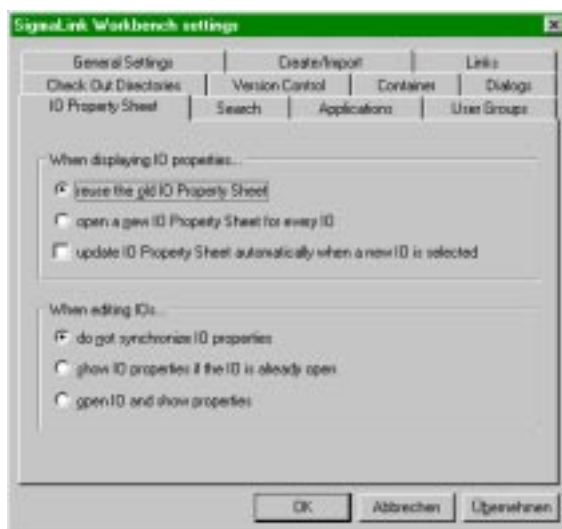 SigmaLink Workbench settings
General Settings Create/Import Links
Check Out Directories Version Control Container Dialogs
IO Property Sheet Search Applications User Groups
When displaying IO properties...
reuse the old IO Property Sheet
open a new IO Property Sheet for every IO
update IO Property Sheet automatically when a new IO is selected
When editing IOs...
do not synchronize IO properties
show IO properties if the IO is already open
open IO and show properties
OK Abbrechen Übernehmen